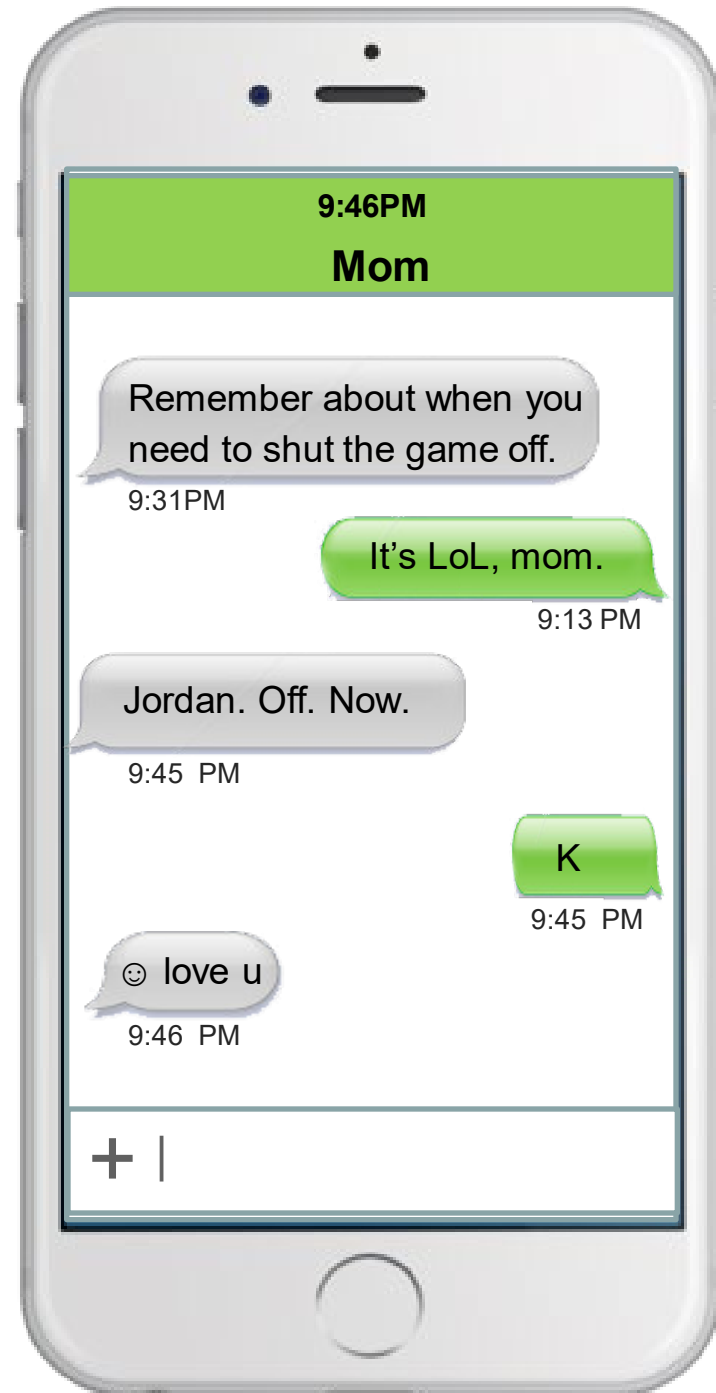 9:46PM
Mom
Remember about when you
need to shut the game off.
9:31PM
It’s LoL, mom.
9:13 PM
Jordan. Off. Now.
9:45 PM
K
9:45 PM
☺ love u
9:46 PM
+ |